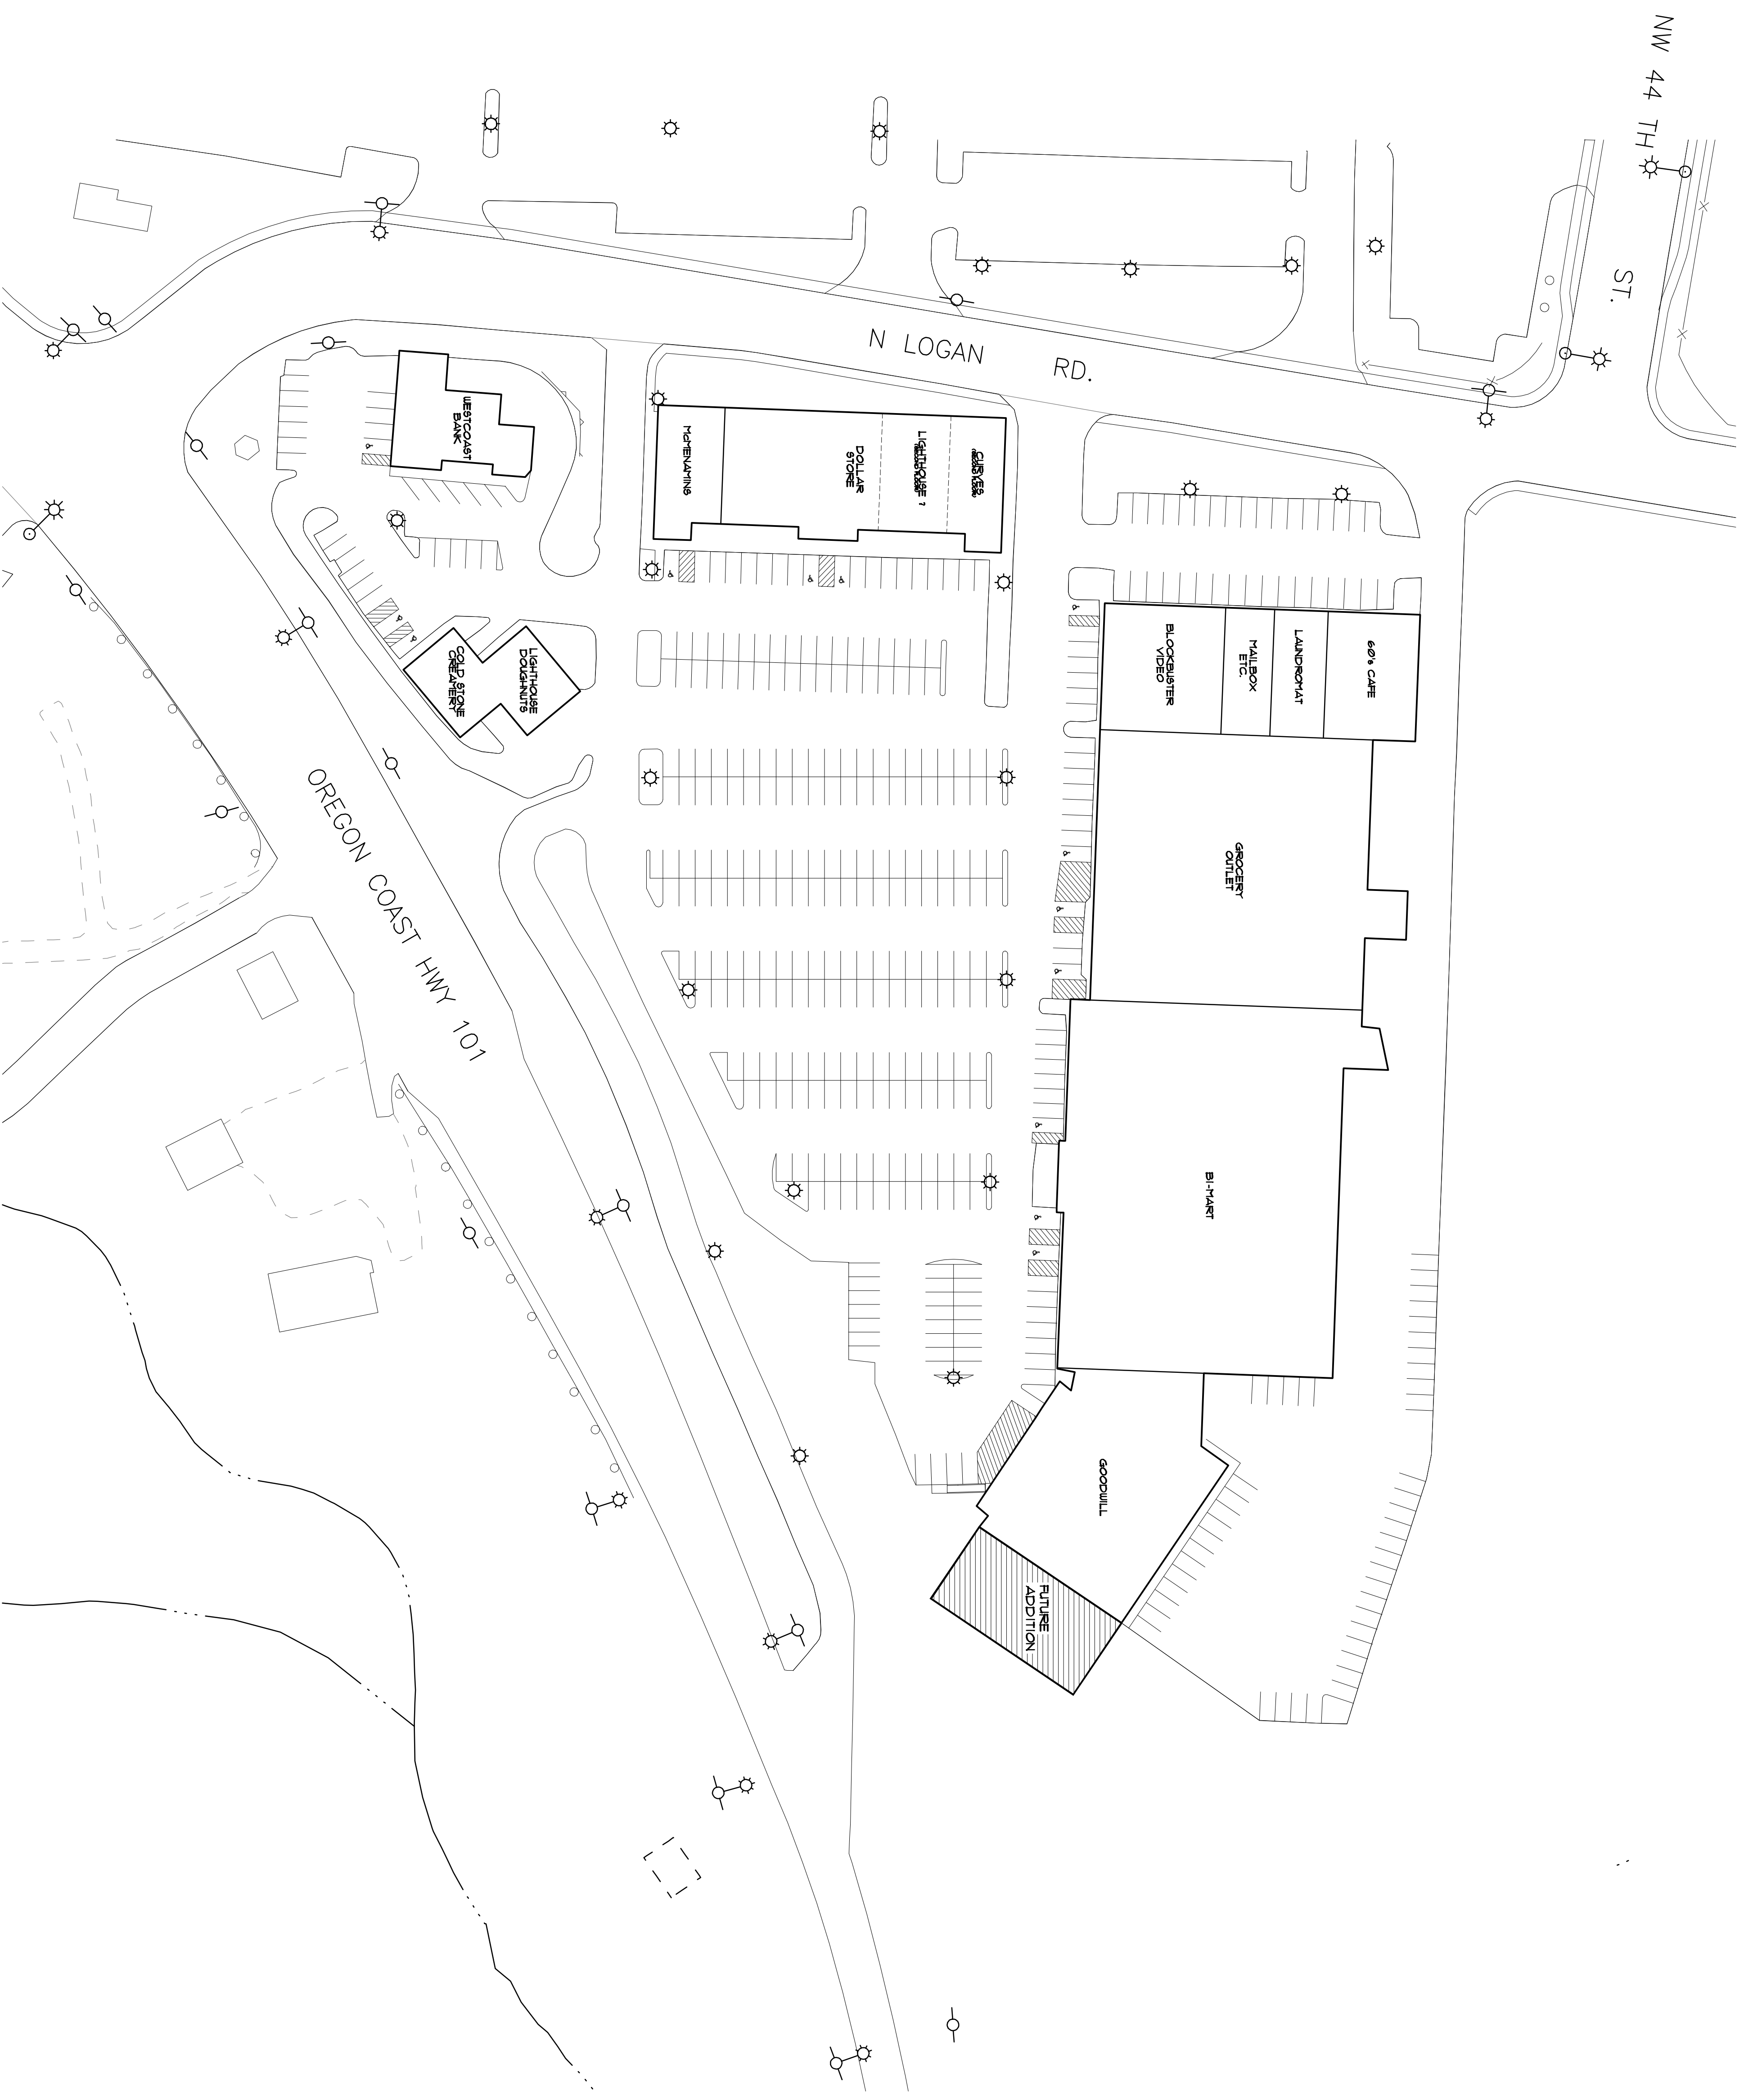 NW 44 TH
ST.
N LOGAN RD.
WESTCOAST
BANK
McMENAMINS
DOLLAR
STORE
LIGHTHOUSE 7
CURVES
COLD STONE
CREAMERY
LIGHTHOUSE
DOUGHNUTS
BLOCKBUSTER
VIDEO
MAILBOX
ETC.
LAUNDROMAT
60's CAFE
GROCERY
OUTLET
OREGON COAST HWY 101
BI-MART
GOODWILL
FUTURE
ADDITION